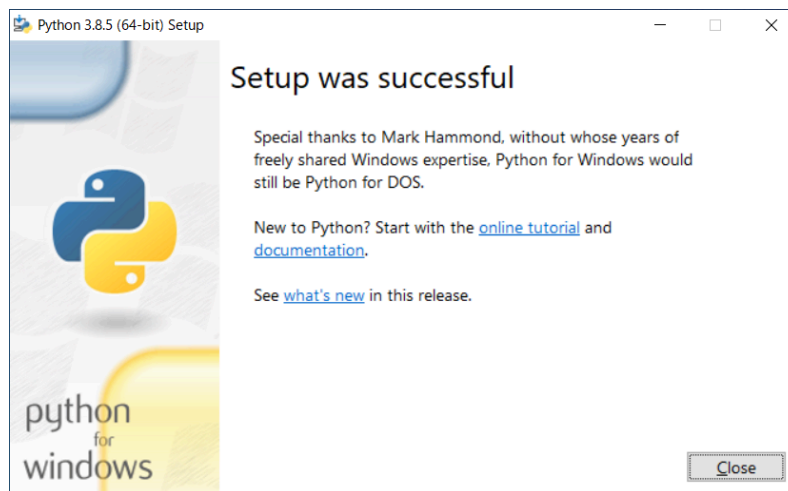 Python 3.8.5 (64-bit) Setup
Setup was successful
Special thanks to Mark Hammond, without whose years of
freely shared Windows expertise, Python for Windows would
still be Python for DOS.
New to Python? Start with the online tutorial and
documentation.
See what's new in this release.
python
for
windows
Close